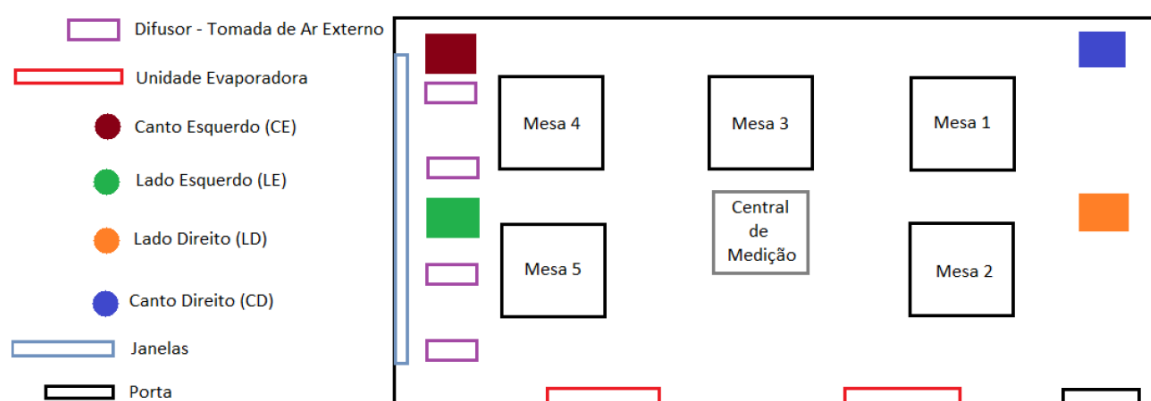 Difusor - Tomada de Ar Externo
Unidade Evaporadora
Canto Esquerdo (CE)
Lado Esquerdo (LE)
Lado Direito (LD)
Canto Direito (CD)
Janelas
Porta
Mesa 4
Mesa 3
Mesa 1
Central
de
Medição
Mesa 5
Mesa 2